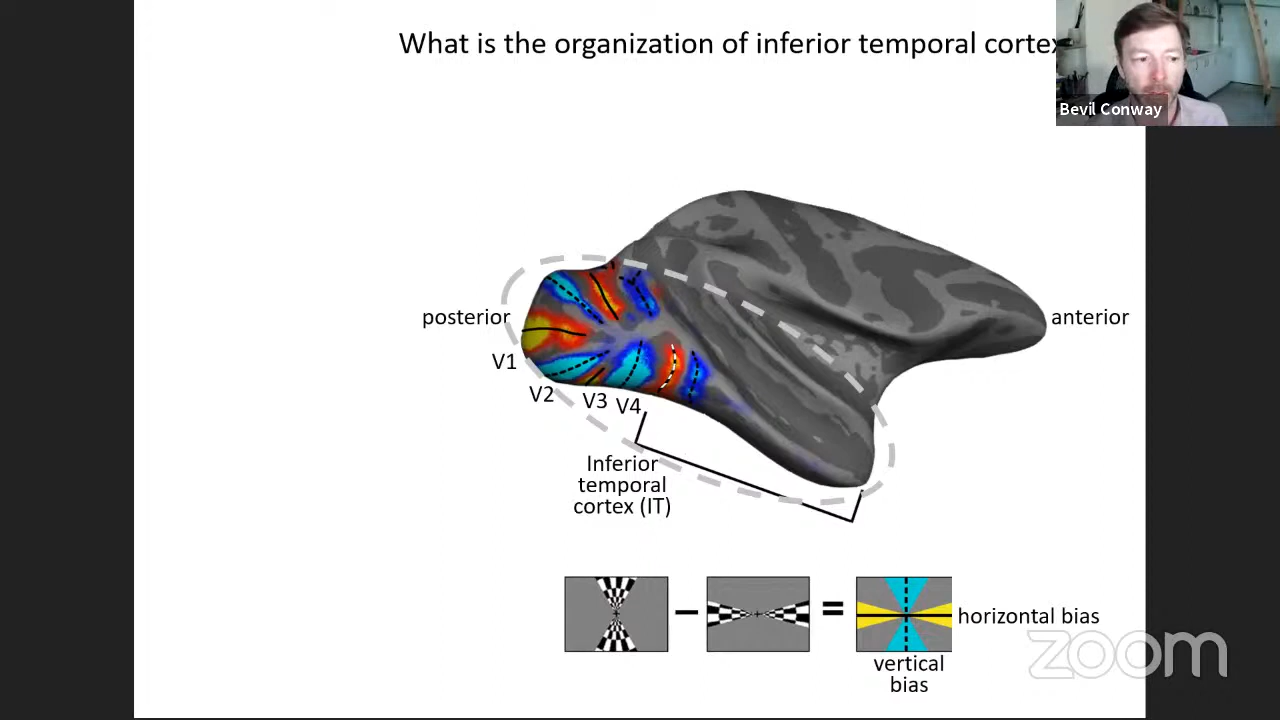 What is the organization of inferior temporal cortex
Bevil Conway
posterior
anterior
V1
V2
V3
V4
Inferior
temporal
cortex (IT)
horizontal bias
vertical
bias
zoom